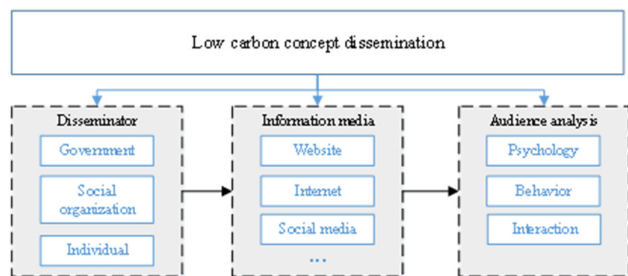 Low carbon concept dissemination
Disseminator
Government
Social
organization
Individual
Information media
Website
Internet
Social media
...
Audience analysis
Psychology
Behavior
Interaction